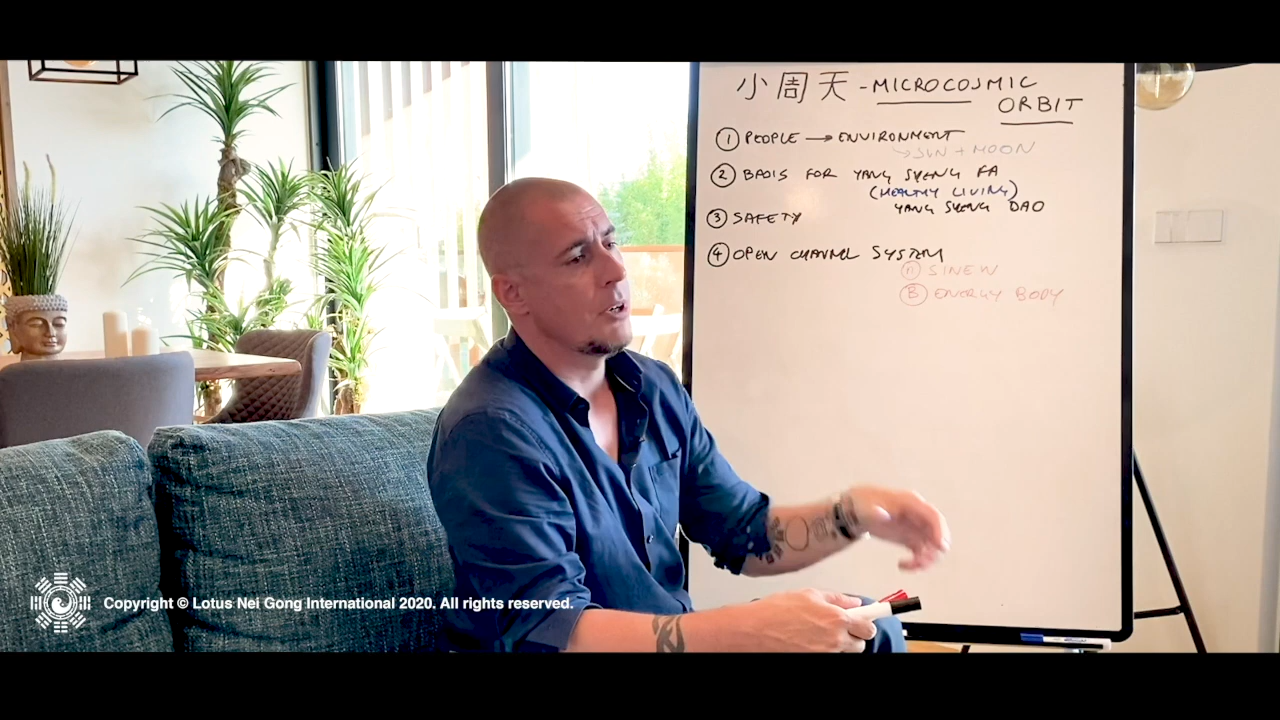 小周天 - MICROCOSMIC
ORBIT
① PEOPLE → ENVIRONMENT
→ SUN + MOON
② BASIS FOR YANG SHENG FA
(HEALTHY LIVING)
YANG SHENG DAO
③ SAFETY
④ OPEN CHANNEL SYSTEM
Ⓐ SINEW
Ⓑ ENERGY BODY
Copyright © Lotus Nei Gong International 2020. All rights reserved.